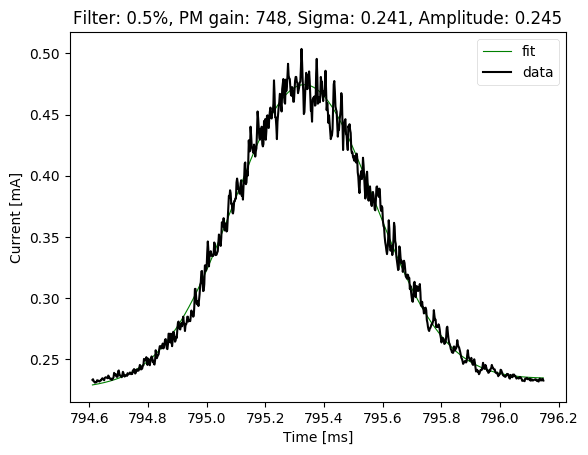 Filter: 0.5%, PM gain: 748, Sigma: 0.241, Amplitude: 0.245
fit
data
0.50
0.45
0.40
0.35
0.30
0.25
Current [mA]
794.6 794.8 795.0 795.2 795.4 795.6 795.8 796.0 796.2
Time [ms]